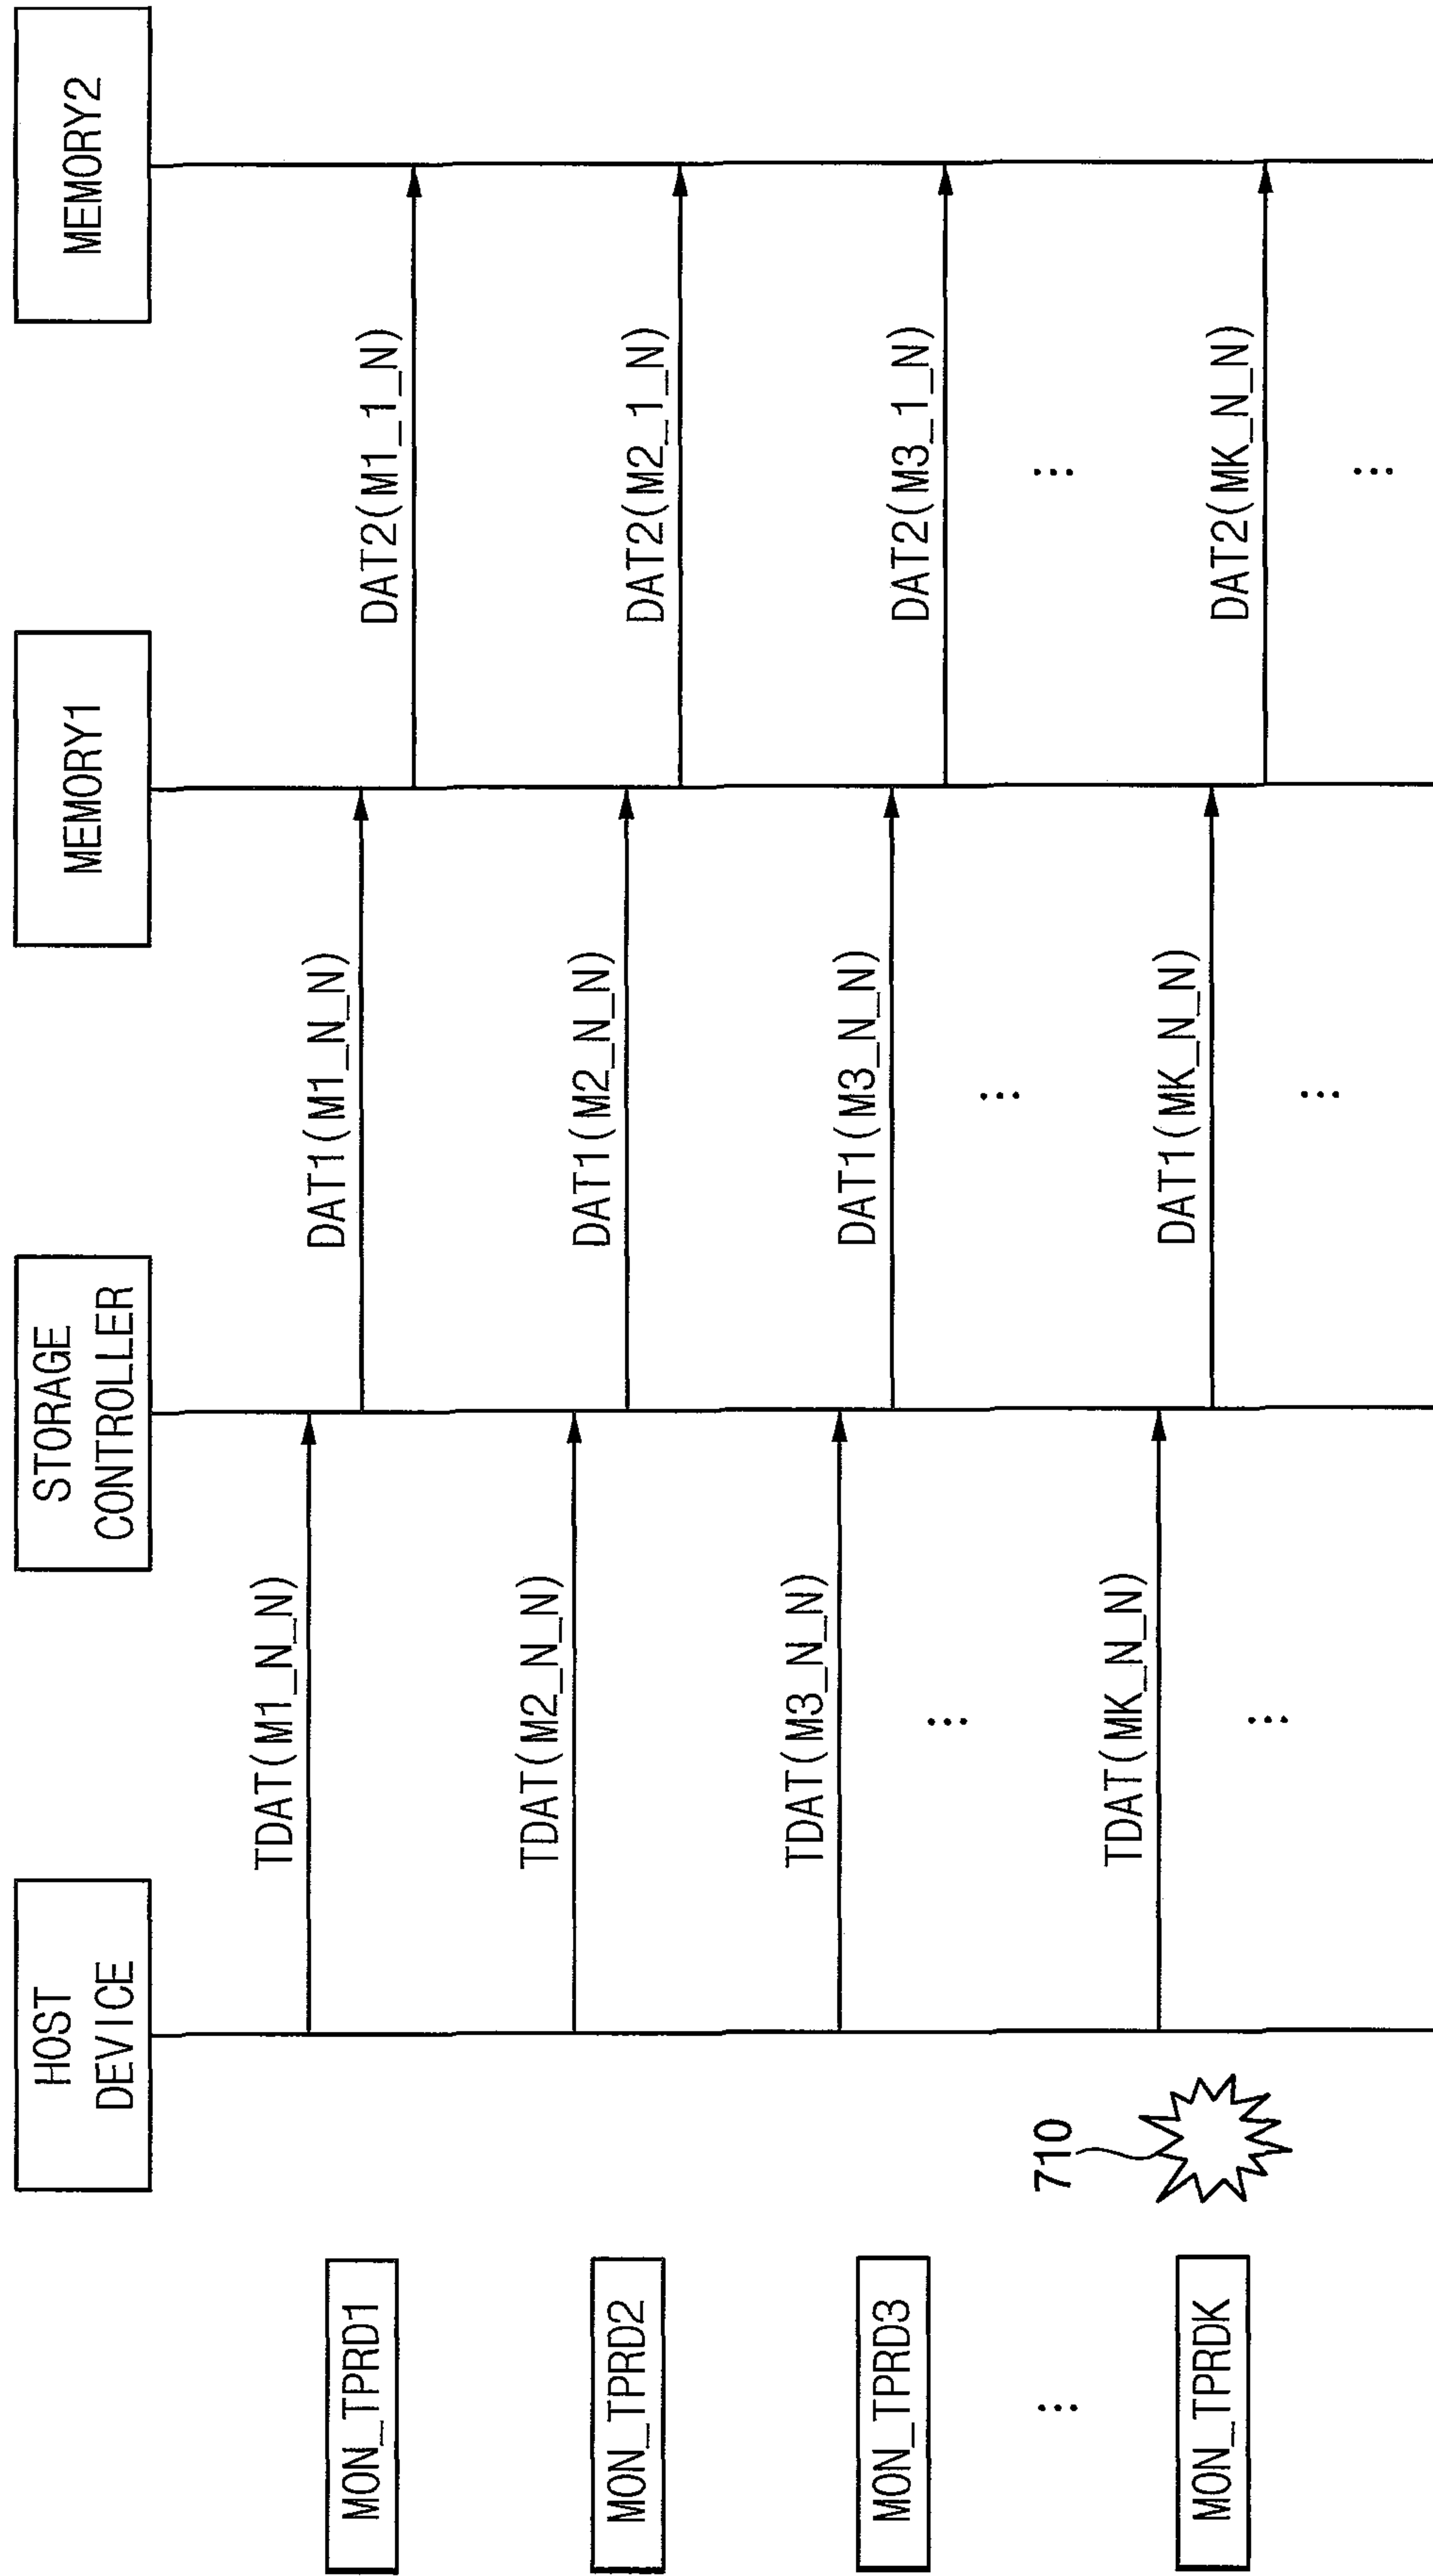 HOST
DEVICE
STORAGE
CONTROLLER
MEMORY1
MEMORY2
MON_TPRD1
TDAT(M1_N_N)
DAT1(M1_N_N)
DAT2(M1_1_N)
MON_TPRD2
TDAT(M2_N_N)
DAT1(M2_N_N)
DAT2(M2_1_N)
MON_TPRD3
TDAT(M3_N_N)
DAT1(M3_N_N)
DAT2(M3_1_N)
...
...
...
...
710
MON_TPRDK
TDAT(MK_N_N)
DAT1(MK_N_N)
DAT2(MK_N_N)
...
...
...